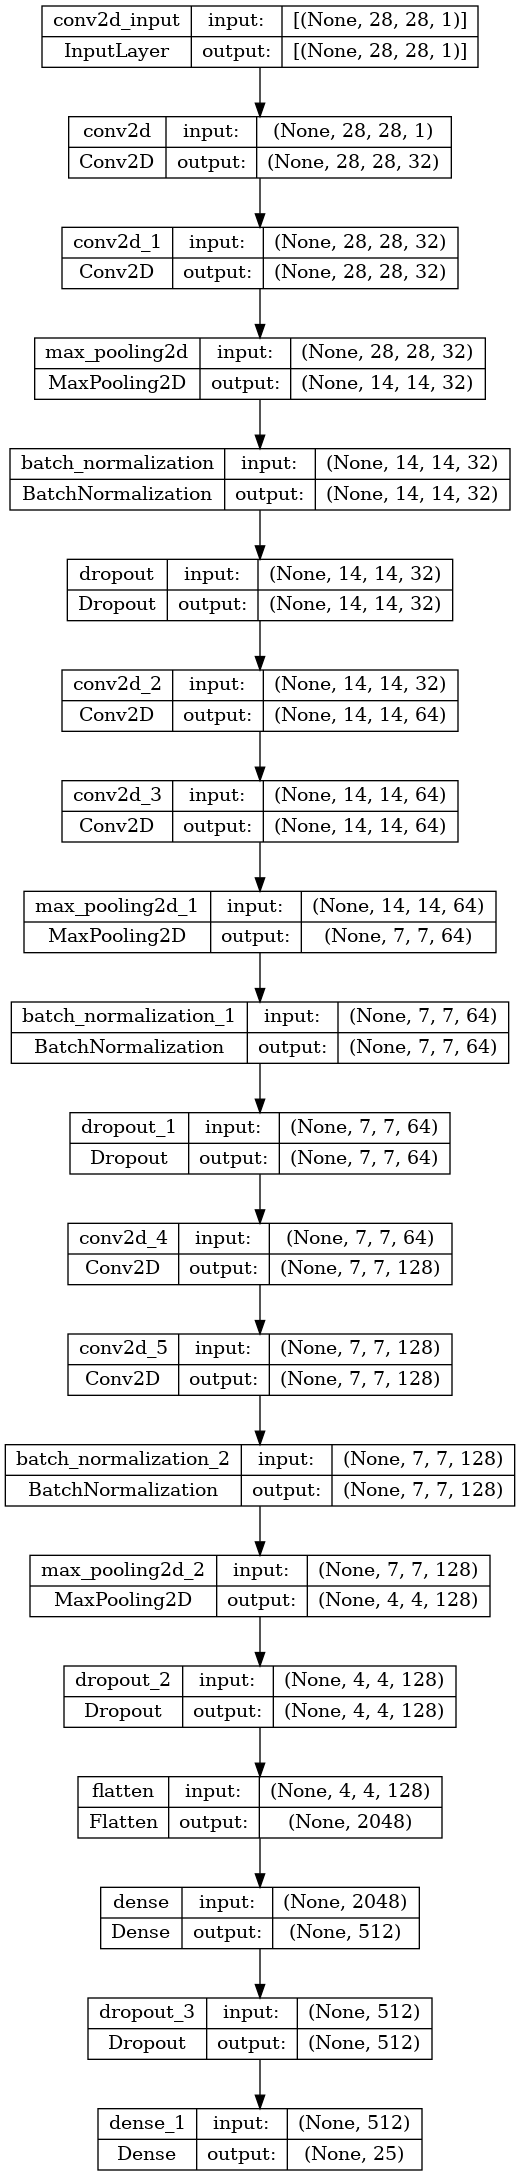 conv2d_input input: [(None, 28, 28, 1)]
InputLayer output: [(None, 28, 28, 1)]
conv2d input: (None, 28, 28, 1)
Conv2D output: (None, 28, 28, 32)
conv2d_1 input: (None, 28, 28, 32)
Conv2D output: (None, 28, 28, 32)
max_pooling2d input: (None, 28, 28, 32)
MaxPooling2D output: (None, 14, 14, 32)
batch_normalization input: (None, 14, 14, 32)
BatchNormalization output: (None, 14, 14, 32)
dropout input: (None, 14, 14, 32)
Dropout output: (None, 14, 14, 32)
conv2d_2 input: (None, 14, 14, 32)
Conv2D output: (None, 14, 14, 64)
conv2d_3 input: (None, 14, 14, 64)
Conv2D output: (None, 14, 14, 64)
max_pooling2d_1 input: (None, 14, 14, 64)
MaxPooling2D output: (None, 7, 7, 64)
batch_normalization_1 input: (None, 7, 7, 64)
BatchNormalization output: (None, 7, 7, 64)
dropout_1 input: (None, 7, 7, 64)
Dropout output: (None, 7, 7, 64)
conv2d_4 input: (None, 7, 7, 64)
Conv2D output: (None, 7, 7, 128)
conv2d_5 input: (None, 7, 7, 128)
Conv2D output: (None, 7, 7, 128)
batch_normalization_2 input: (None, 7, 7, 128)
BatchNormalization output: (None, 7, 7, 128)
max_pooling2d_2 input: (None, 7, 7, 128)
MaxPooling2D output: (None, 4, 4, 128)
dropout_2 input: (None, 4, 4, 128)
Dropout output: (None, 4, 4, 128)
flatten input: (None, 4, 4, 128)
Flatten output: (None, 2048)
dense input: (None, 2048)
Dense output: (None, 512)
dropout_3 input: (None, 512)
Dropout output: (None, 512)
dense_1 input: (None, 512)
Dense output: (None, 25)